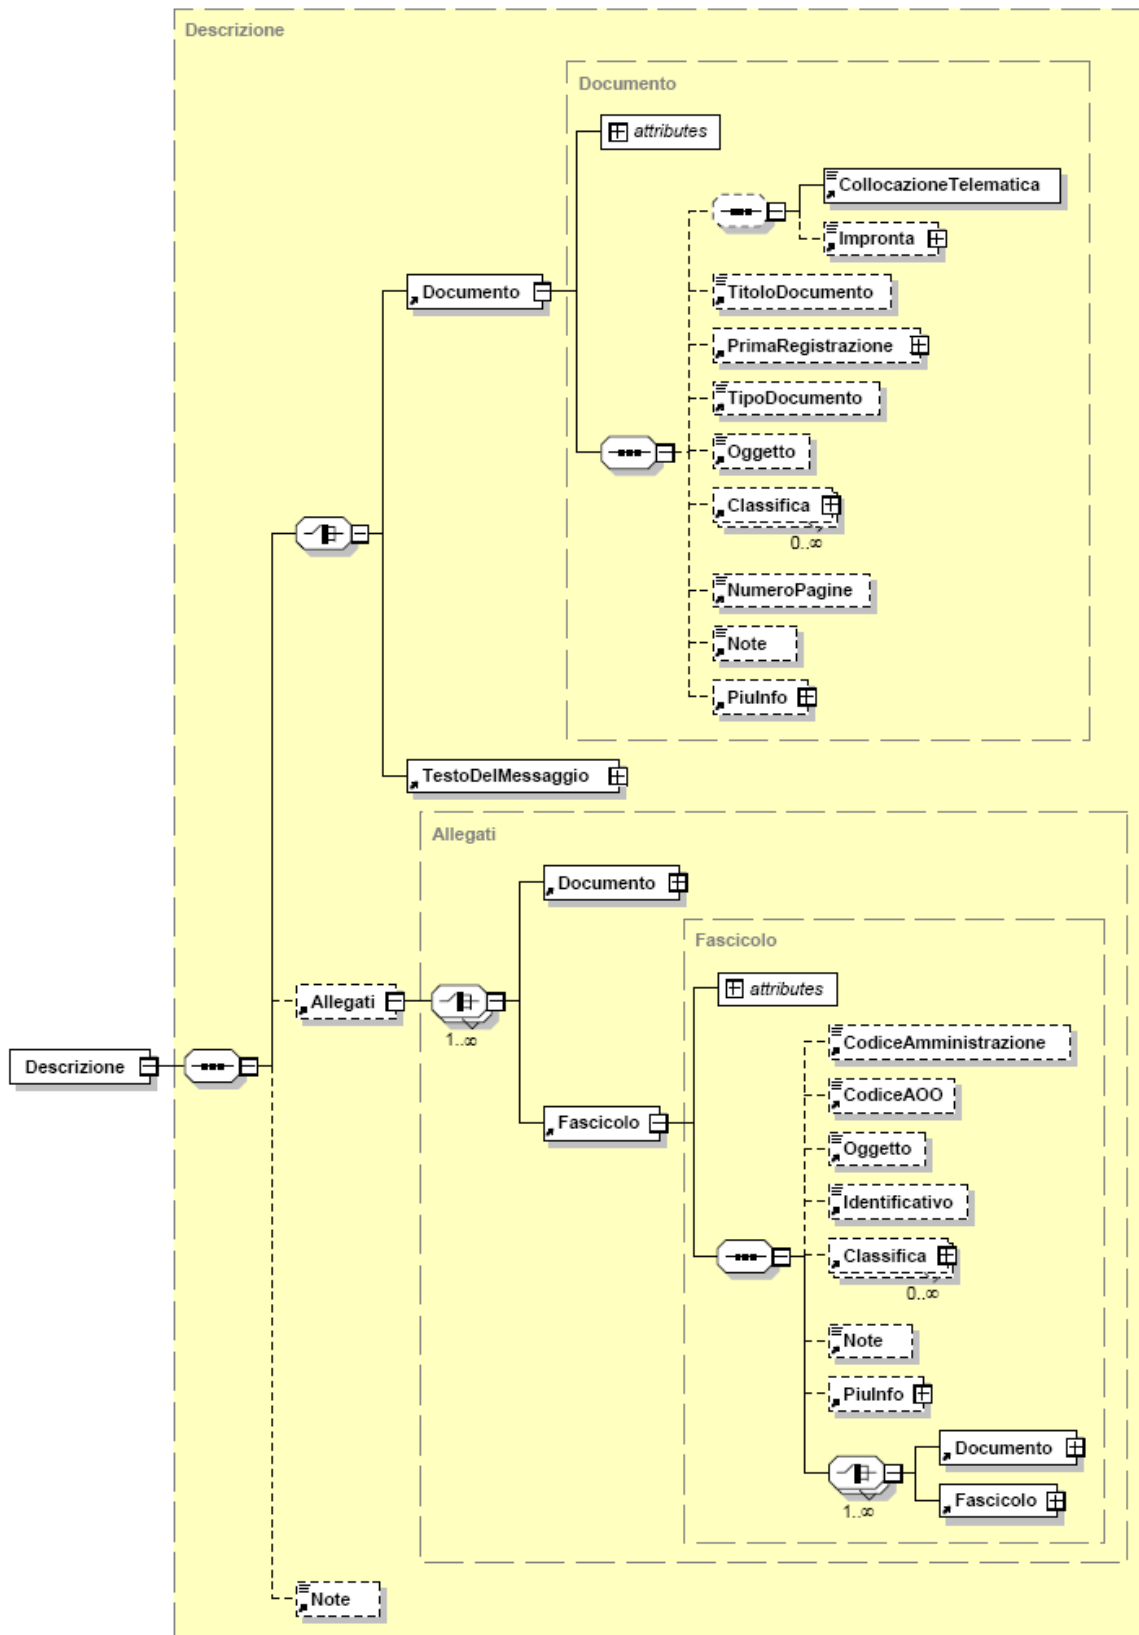 Descrizione
Documento
attributes
CollocazioneTelematica
Impronta
Documento
TitoloDocumento
PrimaRegistrazione
TipoDocumento
Oggetto
Classifica
0..∞
NumeroPagine
Note
PiuInfo
TestoDelMessaggio
Allegati
Documento
Fascicolo
attributes
Allegati
1..∞
CodiceAmministrazione
Descrizione
CodiceAOO
Fascicolo
Oggetto
Identificativo
Classifica
0..∞
Note
PiuInfo
Documento
1..∞
Fascicolo
Note